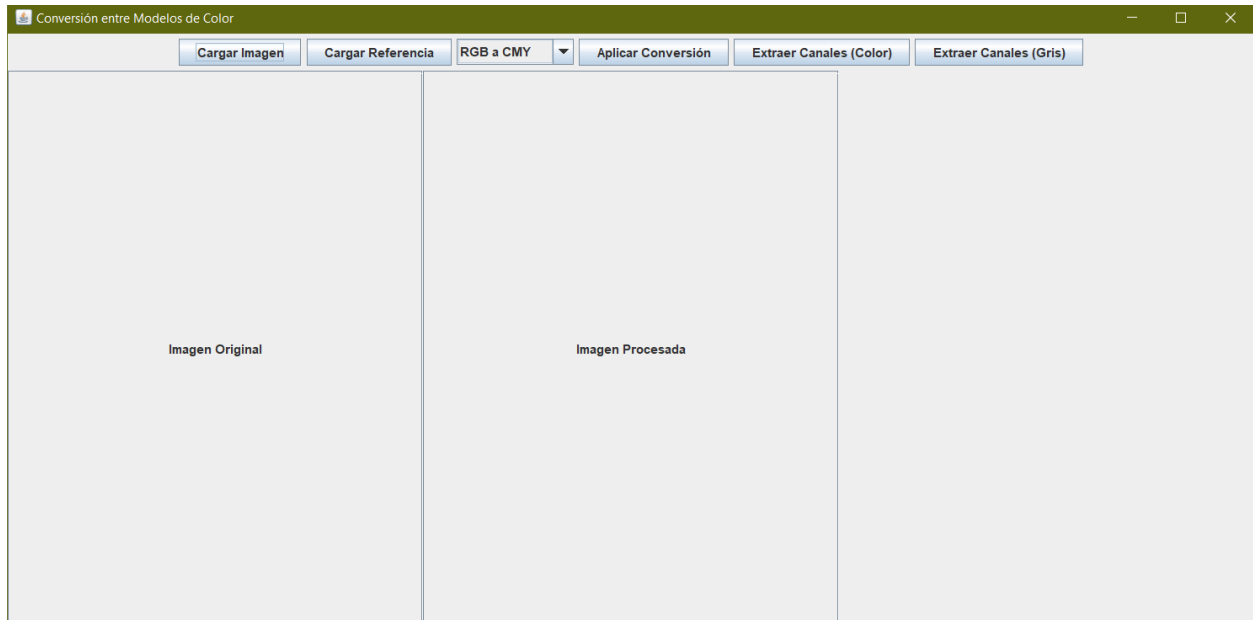 Conversión entre Modelos de Color
Cargar Imagen Cargar Referencia RGB a CMY Aplicar Conversión Extraer Canales (Color) Extraer Canales (Gris)
Imagen Original Imagen Procesada